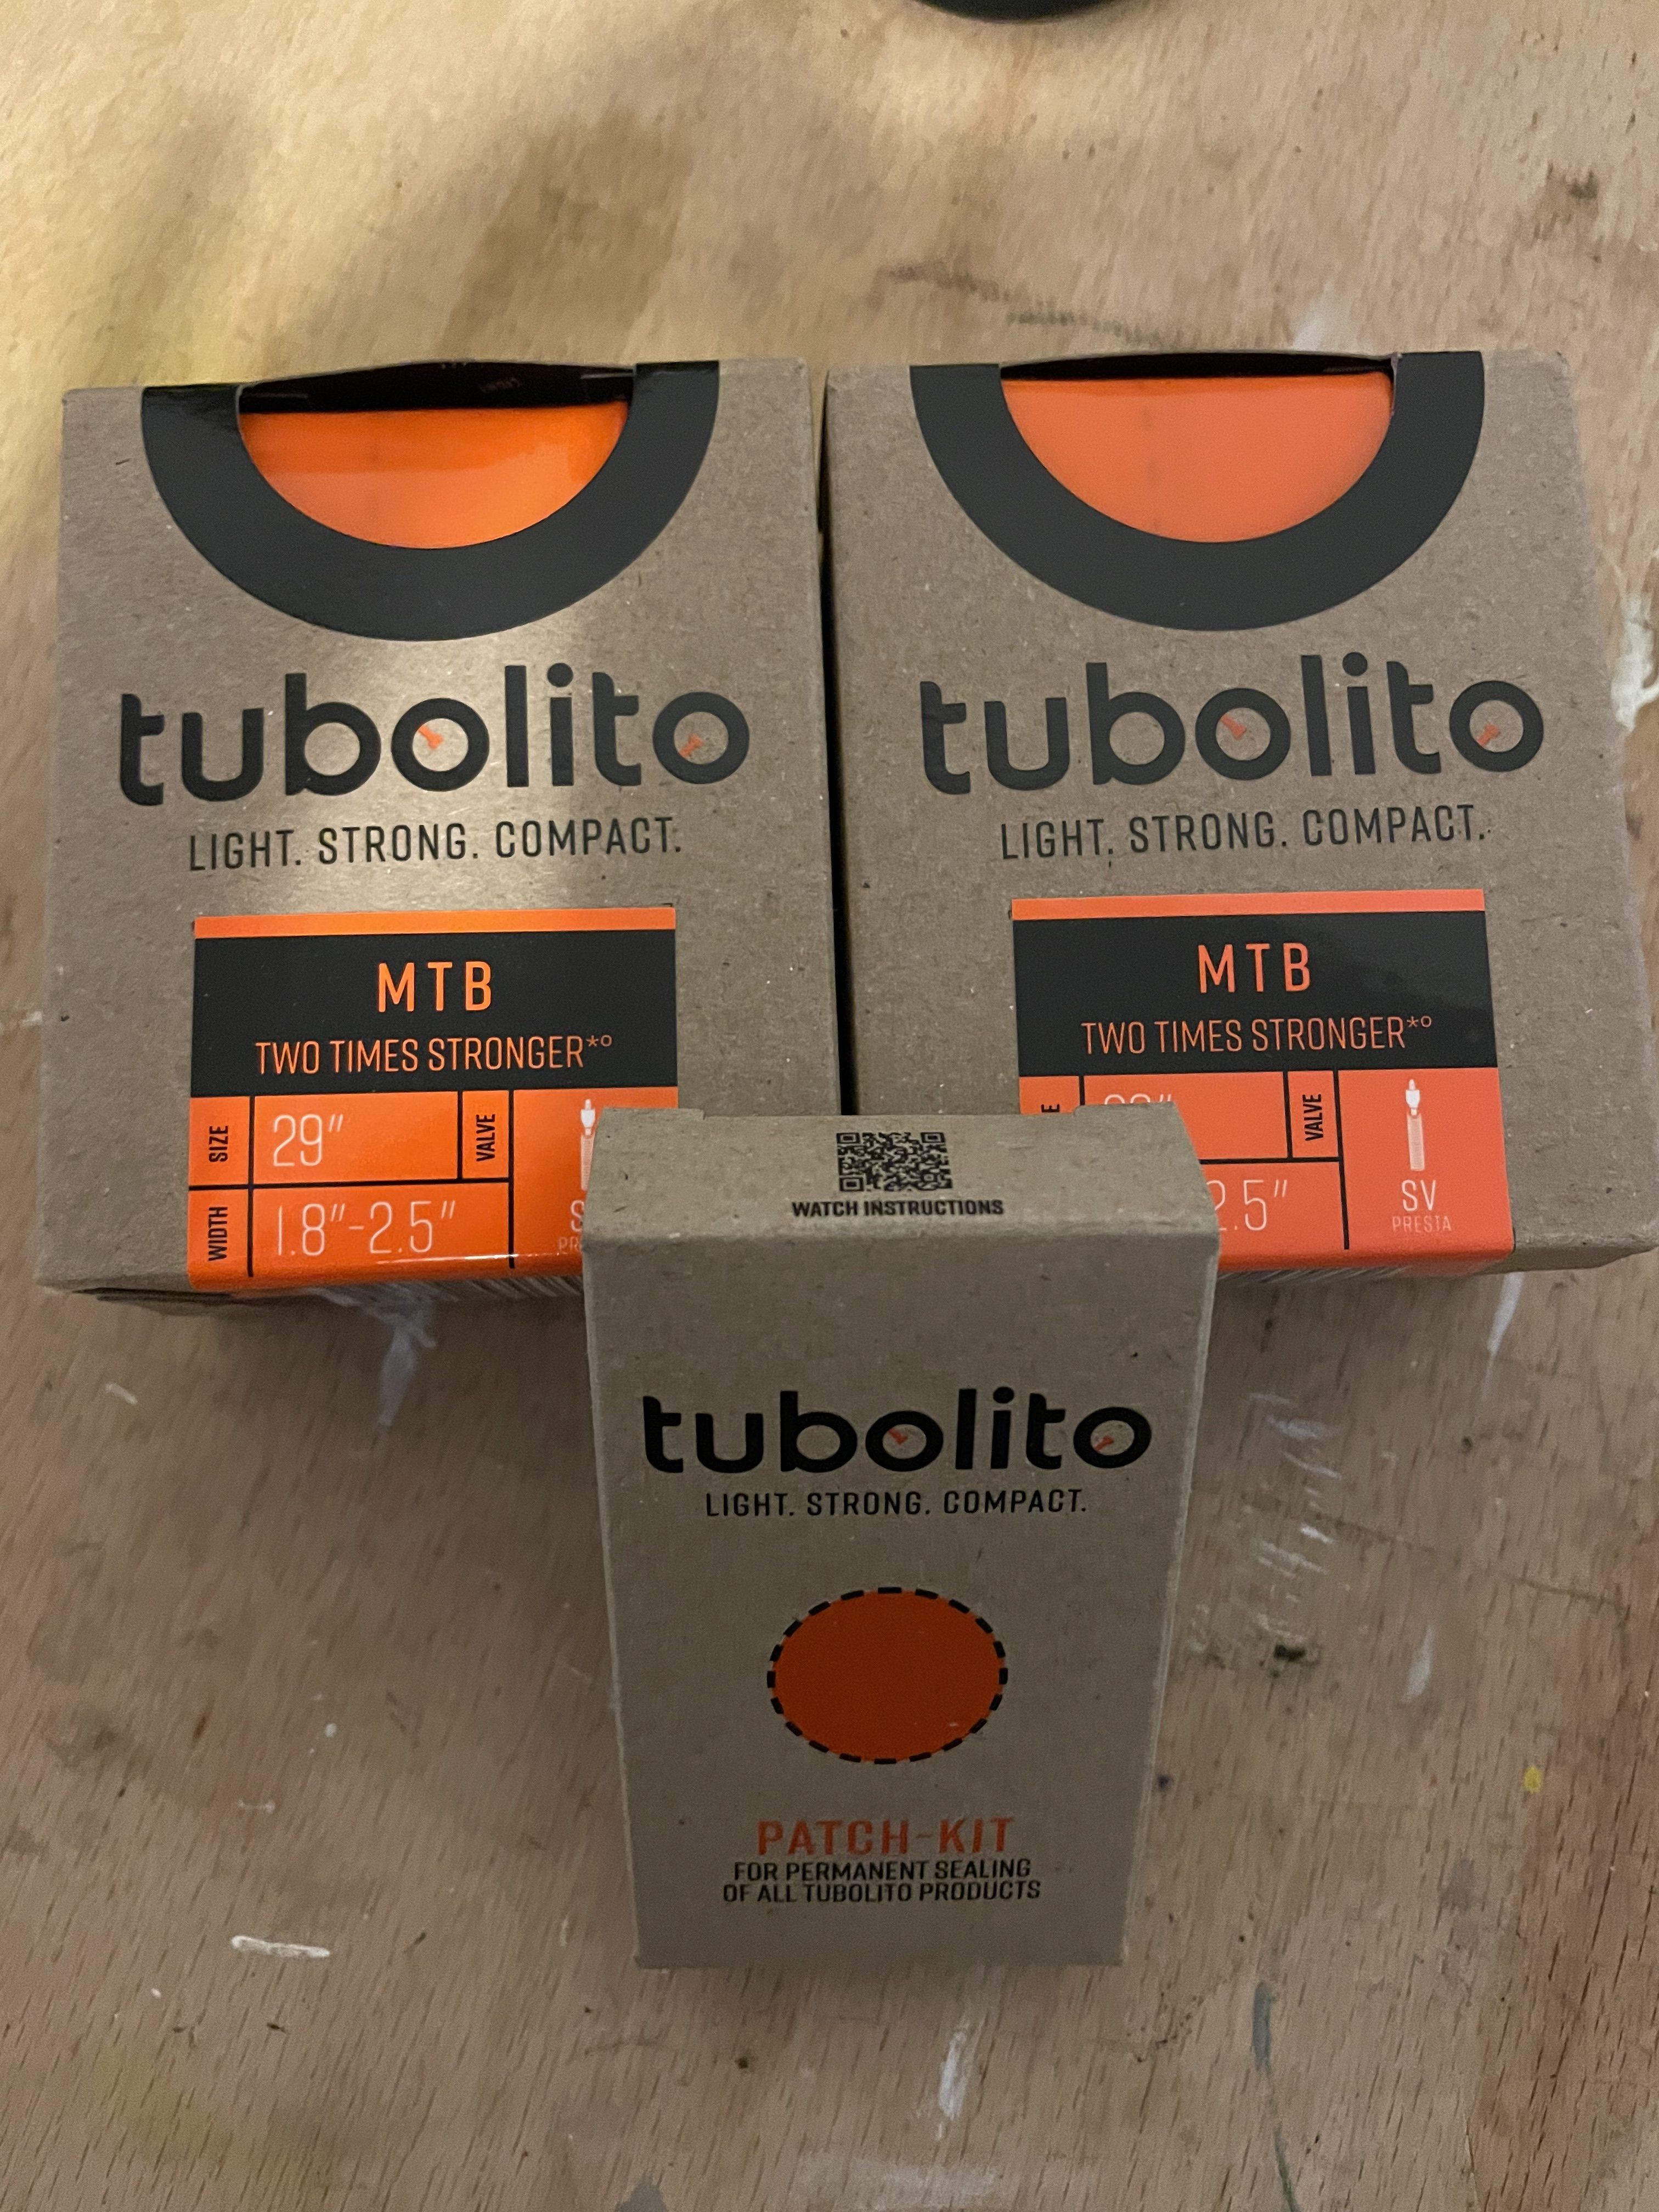 tubolito
LIGHT. STRONG. COMPACT.
MTB
TWO TIMES STRONGER*°
SIZE
29"
VALVE
WIDTH
1.8"-2.5"
tubolito
LIGHT. STRONG. COMPACT.
MTB
TWO TIMES STRONGER*°
VALVE
2.5"
SV
PRESTA
WATCH INSTRUCTIONS
tubolito
LIGHT. STRONG. COMPACT.
PATCH-KIT
FOR PERMANENT SEALING
OF ALL TUBOLITO PRODUCTS